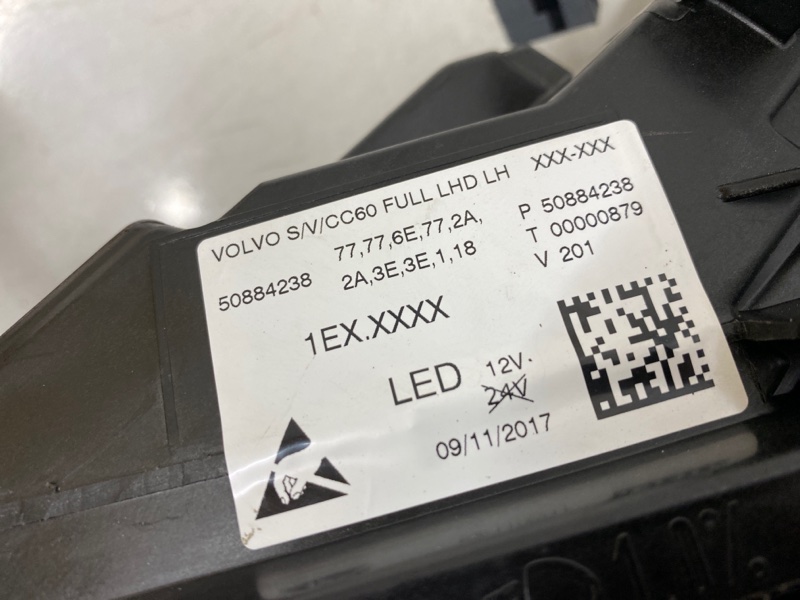 VOLVO S/V/CC60 FULL LHD LH XXX-XXX
50884238
77,77,6E,77,2A,
2A,3E,3E,1,18
P 50884238
T 00000879
V 201
1EX.XXXX
LED 12V.
24V
09/11/2017